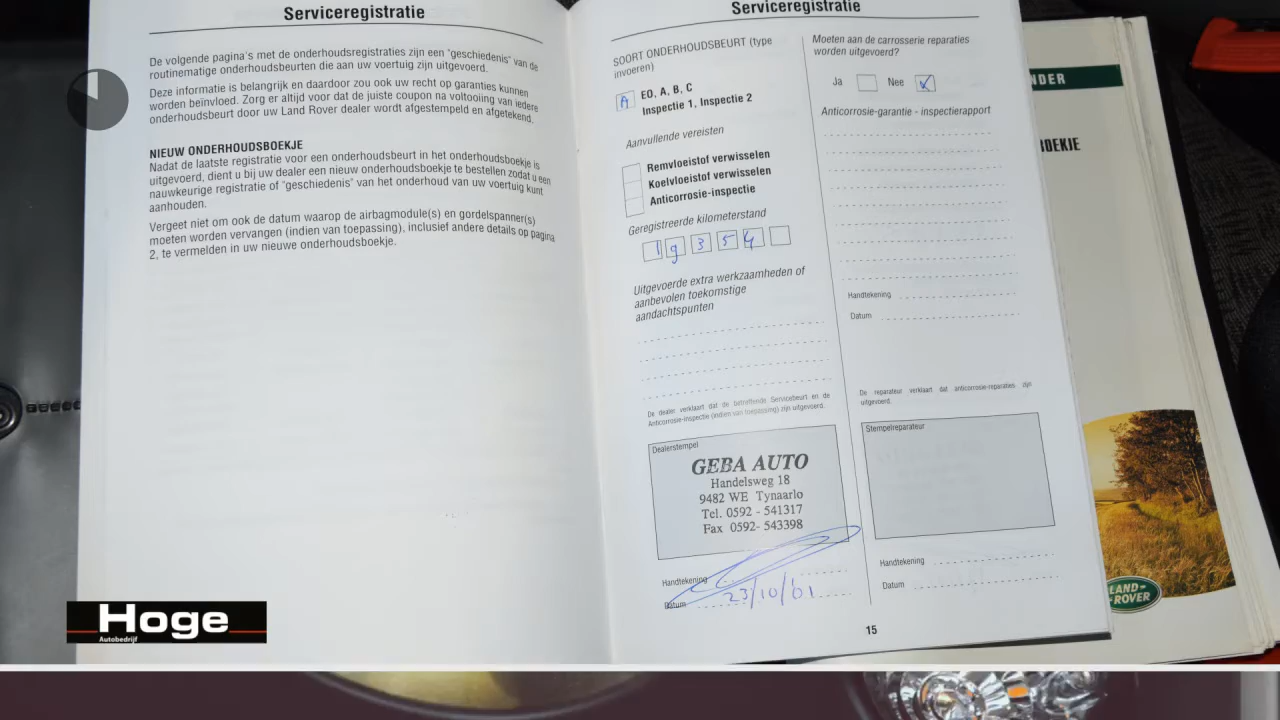 Serviceregistratie
De volgende pagina's met de onderhoudsregistraties zijn een "geschiedenis" van de
routinematige onderhoudsbeurten die aan uw voertuig zijn uitgevoerd.
Deze informatie is belangrijk en daardoor zou ook uw recht op garanties kunnen
worden beïnvloed. Zorg er altijd voor dat de juiste coupon na voltooiing van iedere
onderhoudsbeurt door uw Land Rover dealer wordt afgestempeld en afgetekend.
NIEUW ONDERHOUDSBOEKJE
Nadat de laatste registratie voor een onderhoudsbeurt in het onderhoudsboekje is
uitgevoerd, dient u bij uw dealer een nieuw onderhoudsboekje te bestellen zodat u een
nauwkeurige registratie of "geschiedenis" van het onderhoud van uw voertuig kunt
aanhouden.
Vergeet niet om ook de datum waarop de airbagmodule(s) en gordelspanner(s)
moeten worden vervangen (indien van toepassing), inclusief andere details op pagina
2, te vermelden in uw nieuwe onderhoudsboekje.
Serviceregistratie
SOORT ONDERHOUDSBEURT (type
invoeren)
A
EO, A, B, C
Inspectie 1, Inspectie 2
Aanvullende vereisten
Remvloeistof verwisselen
Koelvloeistof verwisselen
Anticorrosie-inspectie
Geregistreerde kilometerstand
1 9 3 5 4
Uitgevoerde extra werkzaamheden of
aanbevolen toekomstige
aandachtspunten
De dealer verklaart dat de betreffende Servicebeurt en de
Anticorrosie-inspectie (indien van toepassing) zijn uitgevoerd.
Dealerstempel
GEBA AUTO
Handelsweg 18
9482 WE Tynaarlo
Tel. 0592 - 541317
Fax 0592- 543398
Handtekening
Datum 23/10/01
Moeten aan de carrosserie reparaties
worden uitgevoerd?
Ja Nee
Anticorrosie-garantie - inspectierapport
Handtekening
Datum
De reparateur verklaart dat anticorrosie-reparaties zijn
uitgevoerd.
Stempelreparateur
Handtekening
Datum
15
NDER
BOEKJE
LAND
-ROVER
Hoge
Autobedrijf